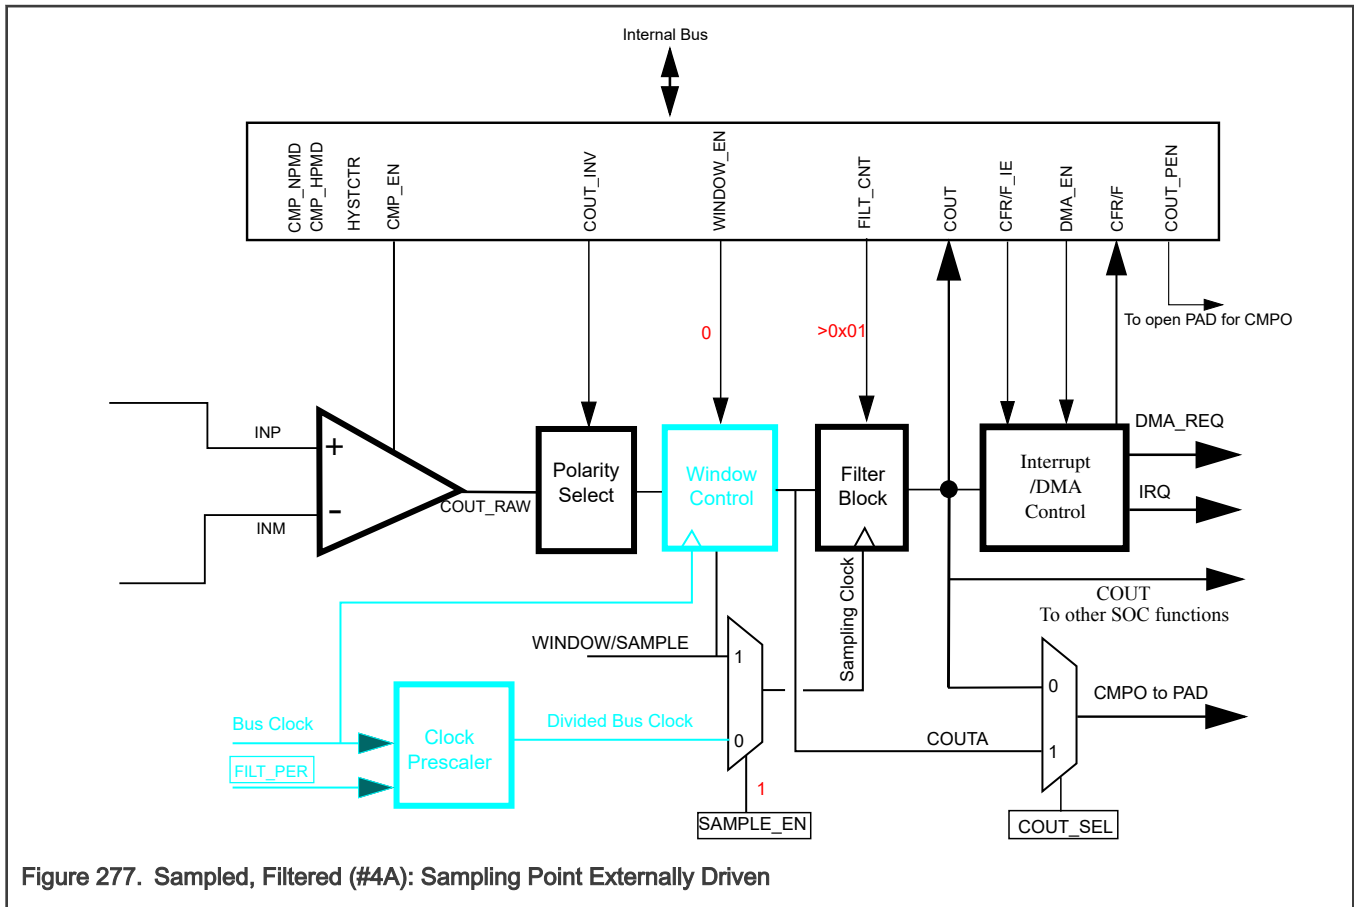 Internal Bus
CMP_NPMD
CMP_HPMD
HYSTCTR
CMP_EN
COUT_INV
WINDOW_EN
FILT_CNT
COUT
CFR/F_IE
DMA_EN
CFR/F
COUT_PEN
To open PAD for CMPO
0
>0x01
INP
+
INM
-
COUT_RAW
Polarity
Select
Window
Control
Filter
Block
Interrupt
/DMA
Control
DMA_REQ
IRQ
COUT
To other SOC functions
Sampling Clock
WINDOW/SAMPLE
1
0
Bus Clock
FILT_PER
Clock
Prescaler
Divided Bus Clock
1
SAMPLE_EN
COUTA
0
1
CMPO to PAD
COUT_SEL
Figure 277. Sampled, Filtered (#4A): Sampling Point Externally Driven